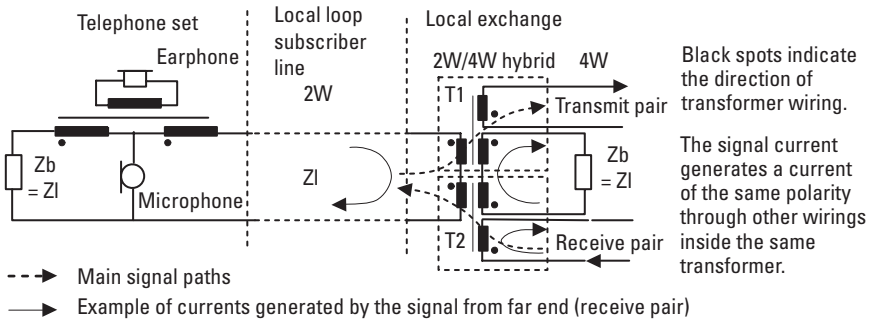 Telephone set
Earphone
Local loop
subscriber
line
2W
Local exchange
2W/4W hybrid
4W
T1
Transmit pair
Zb
= ZI
Microphone
ZI
Zb
= ZI
T2
Receive pair
Black spots indicate
the direction of
transformer wiring.
The signal current
generates a current
of the same polarity
through other wirings
inside the same
transformer.
Main signal paths
Example of currents generated by the signal from far end (receive pair)